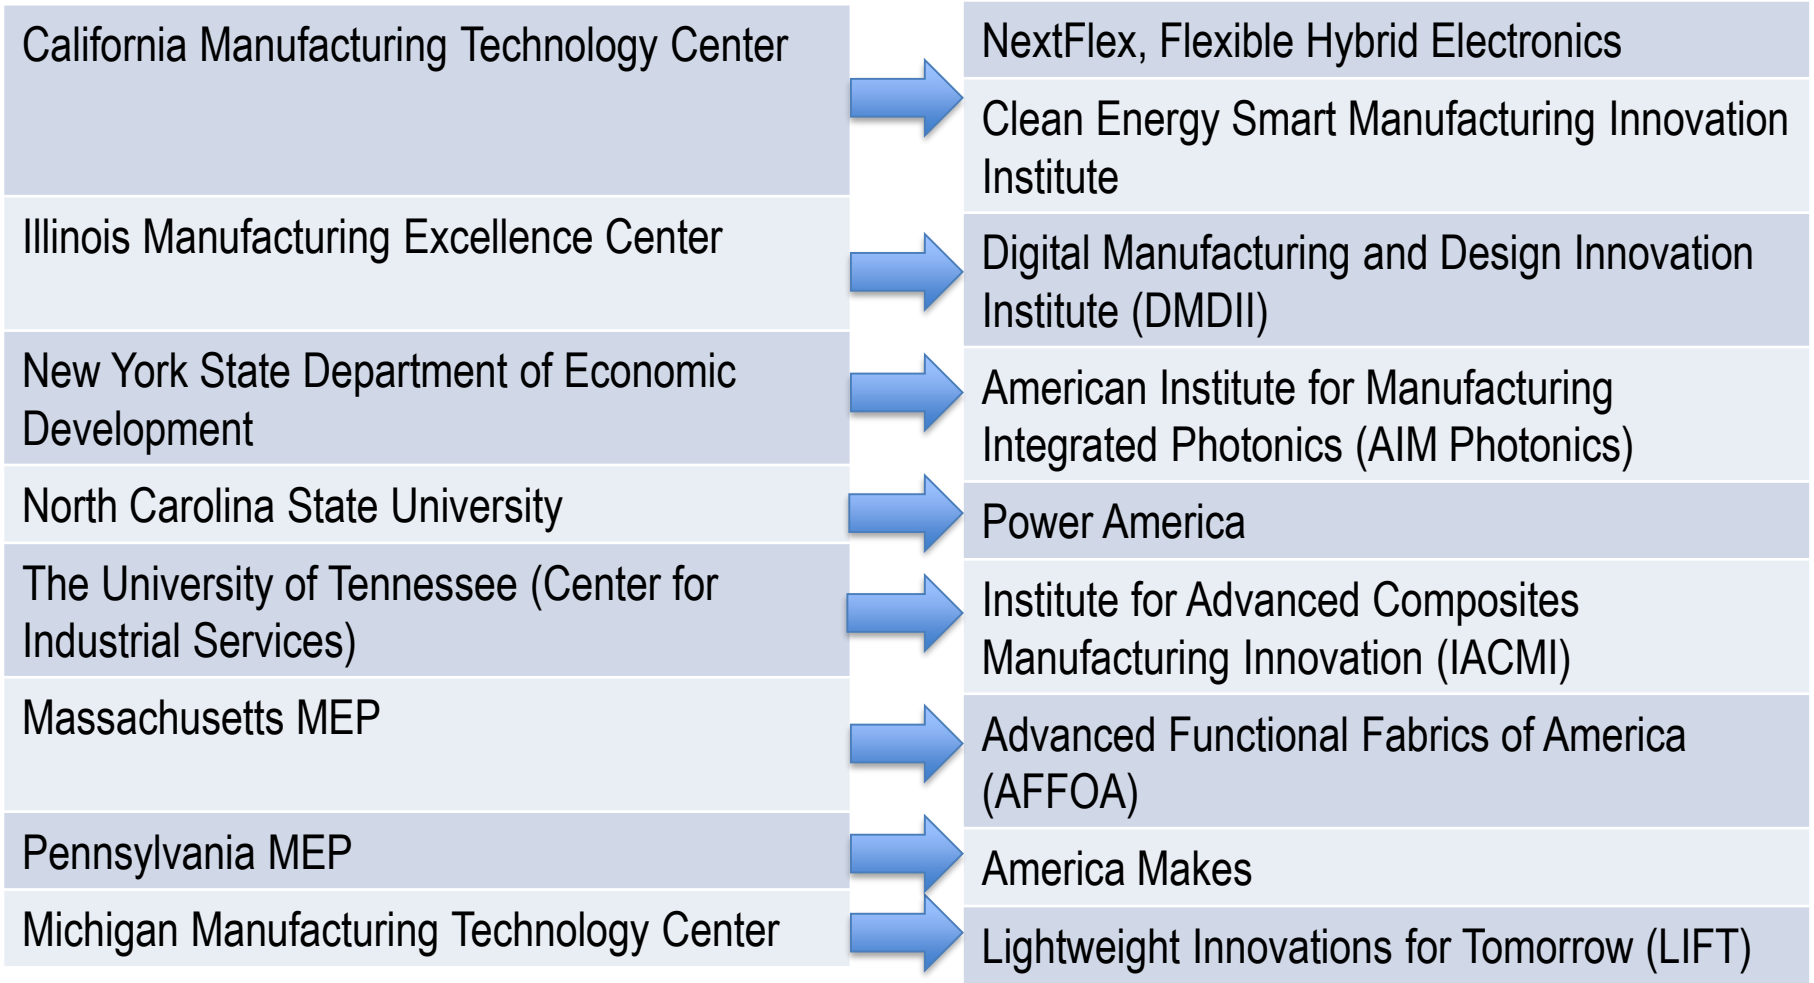 California Manufacturing Technology Center
NextFlex, Flexible Hybrid Electronics
Clean Energy Smart Manufacturing Innovation
Institute
Illinois Manufacturing Excellence Center
Digital Manufacturing and Design Innovation
Institute (DMDII)
New York State Department of Economic
Development
American Institute for Manufacturing
Integrated Photonics (AIM Photonics)
North Carolina State University
Power America
The University of Tennessee (Center for
Industrial Services)
Institute for Advanced Composites
Manufacturing Innovation (IACMI)
Massachusetts MEP
Advanced Functional Fabrics of America
(AFFOA)
Pennsylvania MEP
America Makes
Michigan Manufacturing Technology Center
Lightweight Innovations for Tomorrow (LIFT)